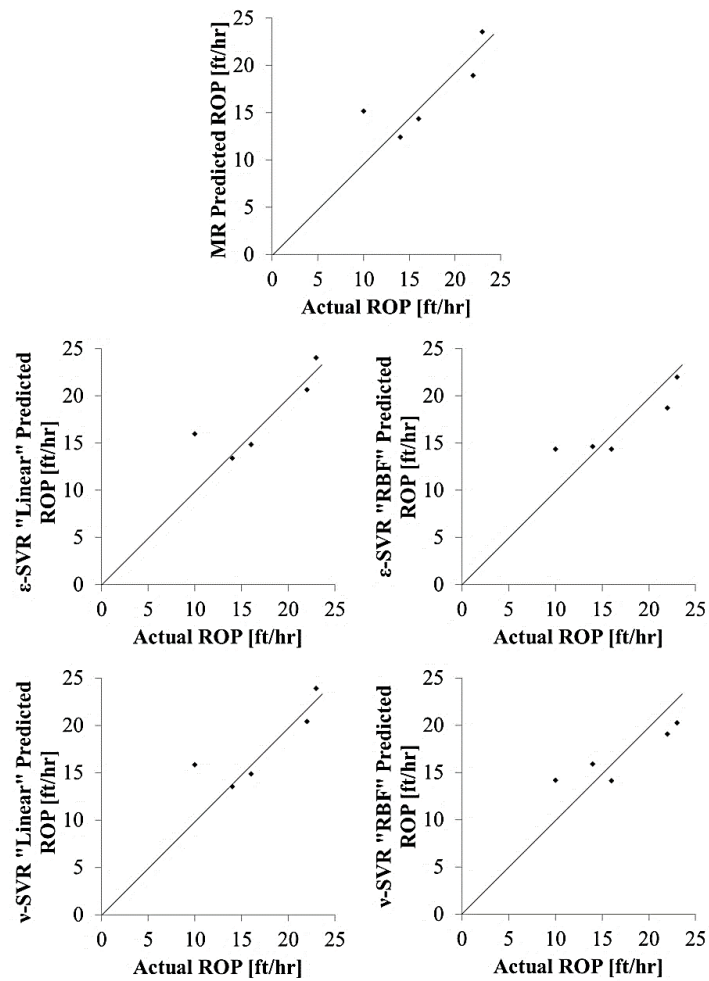 MR Predicted ROP [ft/hr]
25
20
15
10
5
0
0 5 10 15 20 25
Actual ROP [ft/hr]
ε-SVR "Linear" Predicted
ROP [ft/hr]
25
20
15
10
5
0
0 5 10 15 20 25
Actual ROP [ft/hr]
ε-SVR "RBF" Predicted
ROP [ft/hr]
25
20
15
10
5
0
0 5 10 15 20 25
Actual ROP [ft/hr]
v-SVR "Linear" Predicted
ROP [ft/hr]
25
20
15
10
5
0
0 5 10 15 20 25
Actual ROP [ft/hr]
v-SVR "RBF" Predicted
ROP [ft/hr]
25
20
15
10
5
0
0 5 10 15 20 25
Actual ROP [ft/hr]